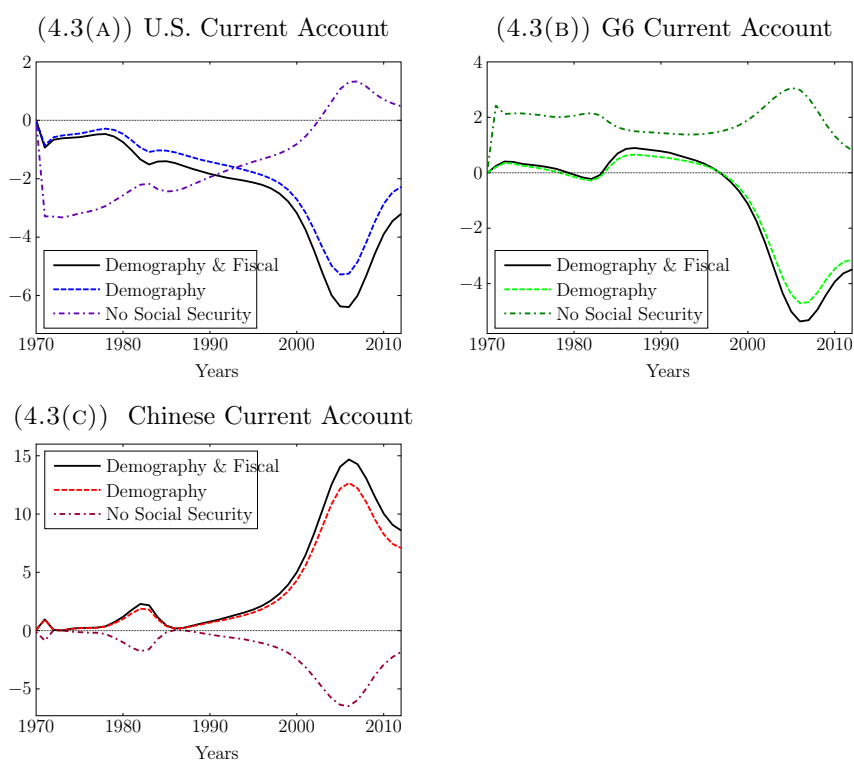 (4.3(A)) U.S. Current Account
0
−2
−4
−6
Demography & Fiscal
Demography
No Social Security
1970 1980 1990 2000 2010
Years
(4.3(B)) G6 Current Account
4
2
0
−2
−4
Demography & Fiscal
Demography
No Social Security
1970 1980 1990 2000 2010
Years
(4.3(C)) Chinese Current Account
15
10
5
0
−5
Demography & Fiscal
Demography
No Social Security
1970 1980 1990 2000 2010
Years